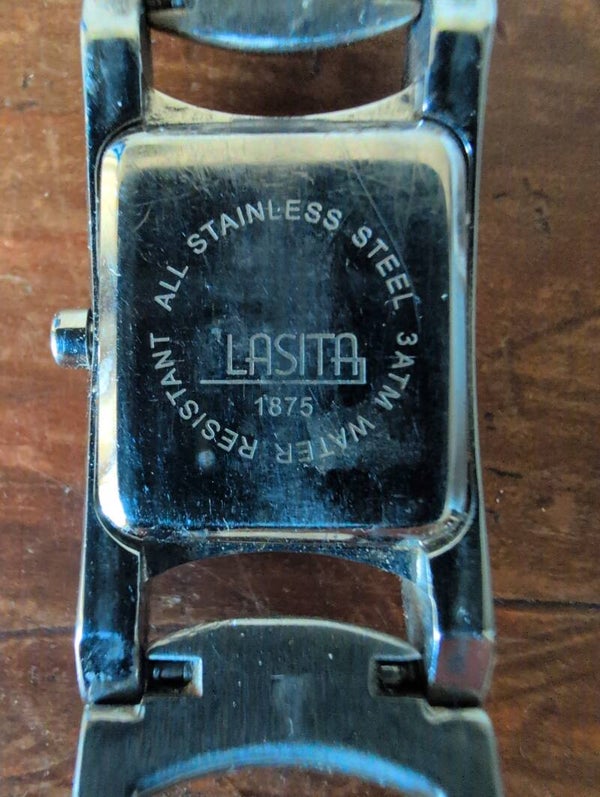 ALL STAINLESS STEEL 3ATM WATER RESISTANT
LASITA
1875